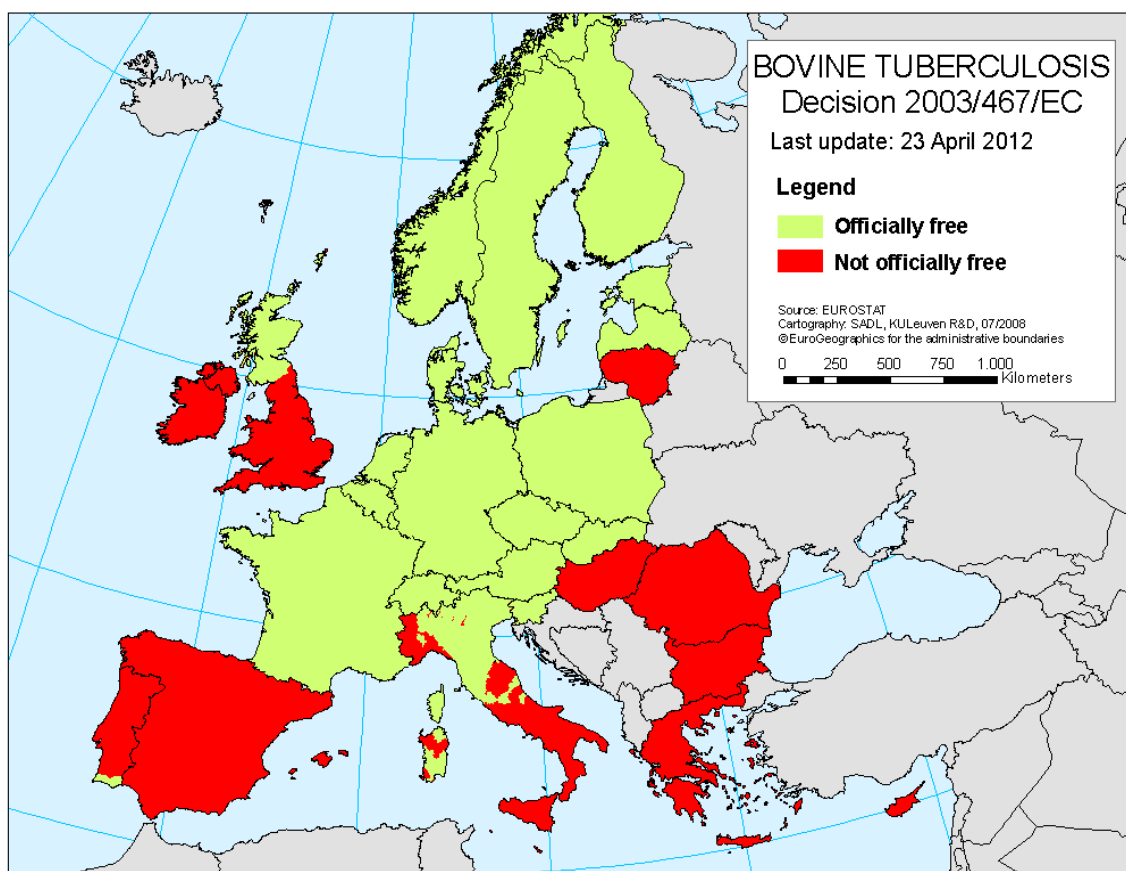 BOVINE TUBERCULOSIS
Decision 2003/467/EC
Last update: 23 April 2012
Legend
Officially free
Not officially free
Source: EUROSTAT
Cartography: SADL, KULeuven R&D, 07/2008
©EuroGeographics for the administrative boundaries
0 250 500 750 1.000
Kilometers